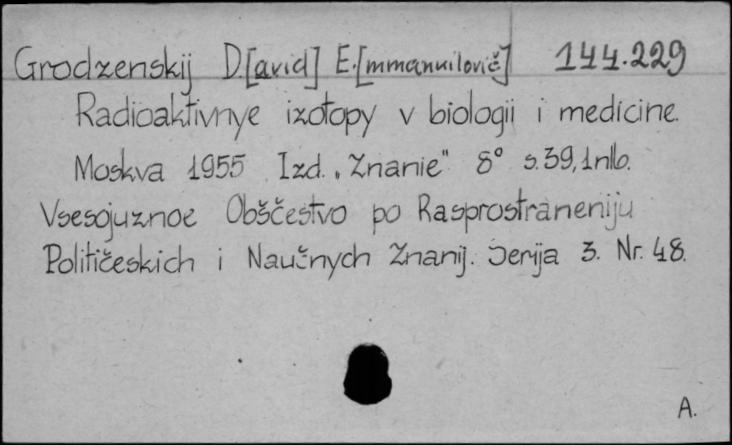 Grodzenskij D.[avid] E.[mmanuilovič] 144.229
Radioaktivnye izotopy v biologii i medicine.
Moskva 1955 Izd. „Znanie" 8° s.39,1nllo.
Vsesojuznoe Obščestvo po Rasprostraneniju
Političeskich i Naučnych Znanij. Serija 3. Nr. 48.
A.